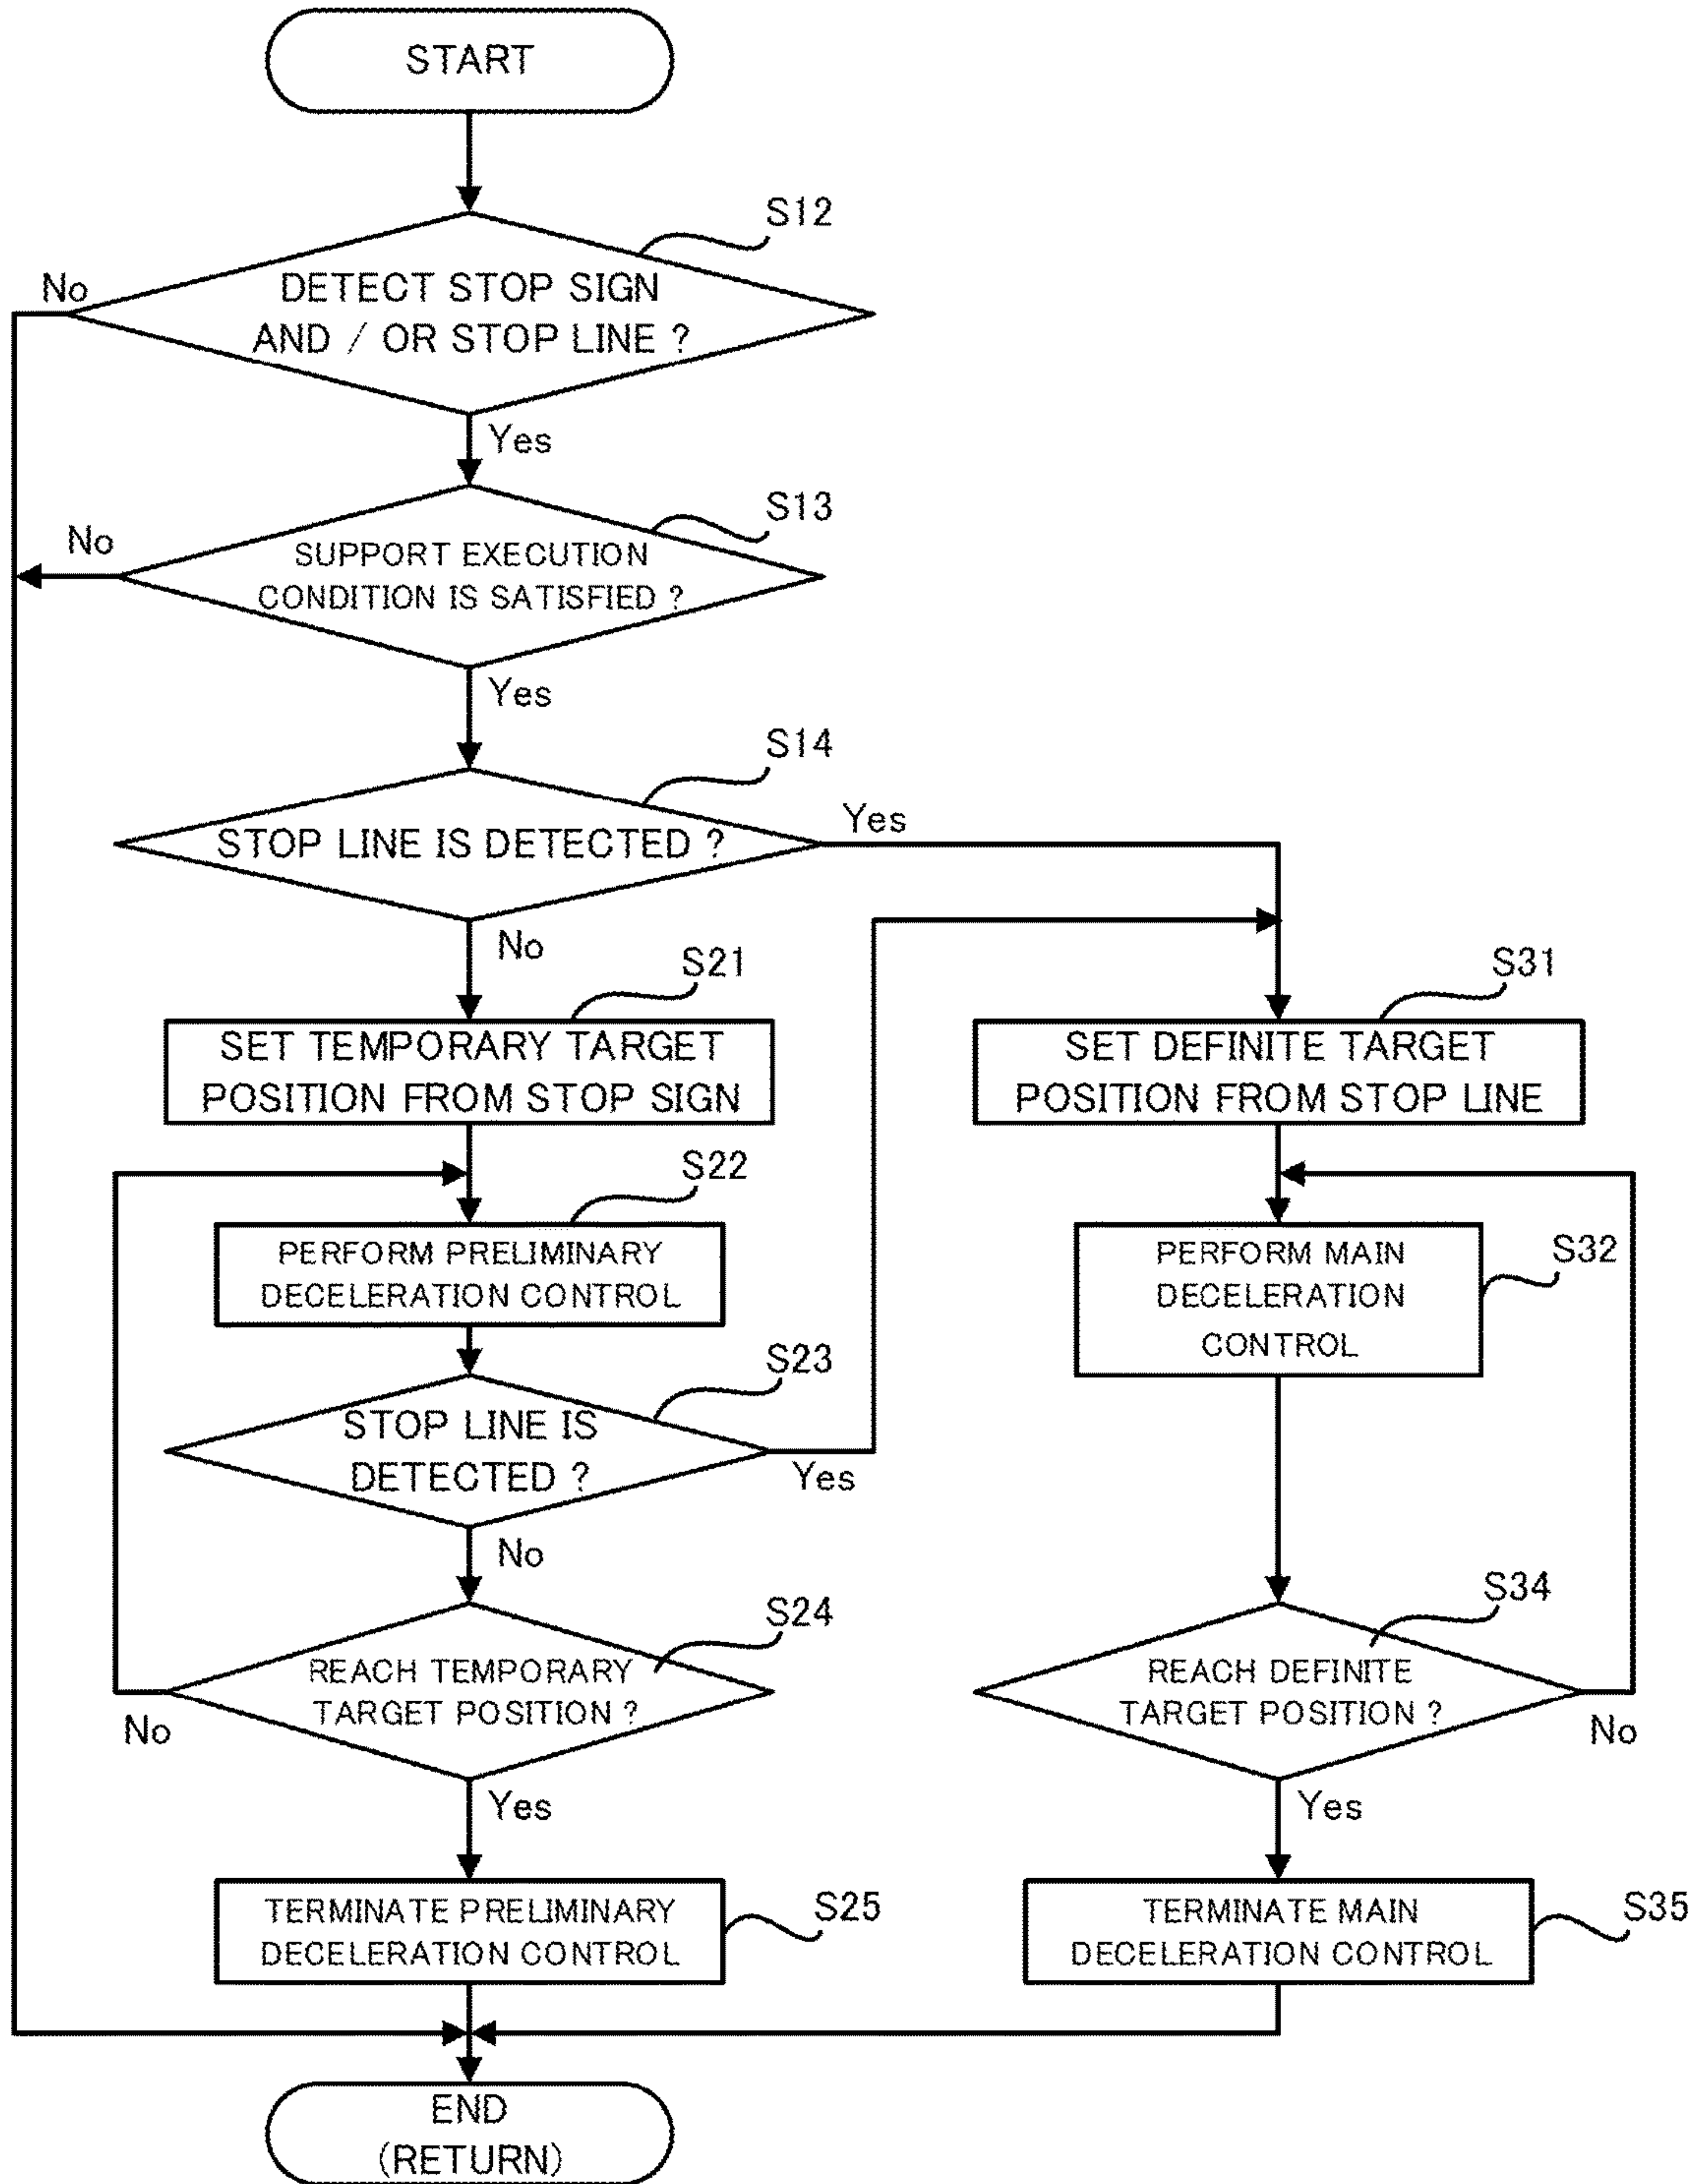 START
S12
No
DETECT STOP SIGN
AND / OR STOP LINE ?
Yes
S13
No
SUPPORT EXECUTION
CONDITION IS SATISFIED ?
Yes
S14
STOP LINE IS DETECTED ?
Yes
No
S21
SET TEMPORARY TARGET
POSITION FROM STOP SIGN
S22
PERFORM PRELIMINARY
DECELERATION CONTROL
S23
STOP LINE IS
DETECTED ?
Yes
No
S24
REACH TEMPORARY
TARGET POSITION ?
No
Yes
TERMINATE PRELIMINARY
DECELERATION CONTROL
S25
S31
SET DEFINITE TARGET
POSITION FROM STOP LINE
PERFORM MAIN
DECELERATION
CONTROL
S32
S34
REACH DEFINITE
TARGET POSITION ?
No
Yes
TERMINATE MAIN
DECELERATION CONTROL
S35
END
(RETURN)